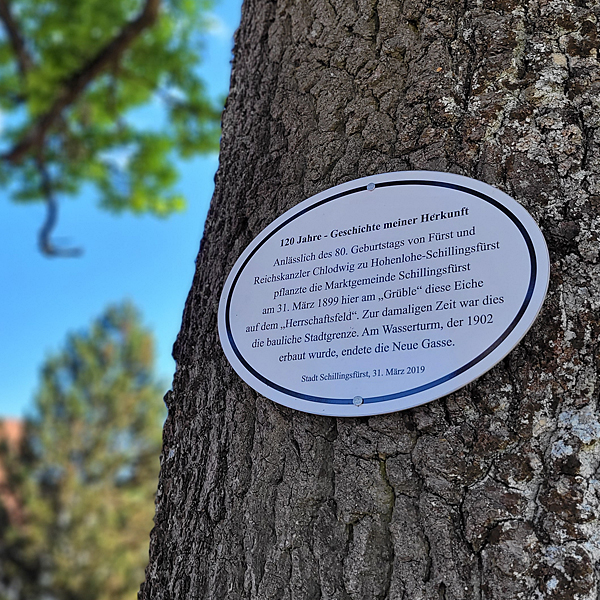 120 Jahre - Geschichte meiner Herkunft
Anlässlich des 80. Geburtstags von Fürst und
Reichskanzler Chlodwig zu Hohenlohe-Schillingsfürst
pflanzte die Marktgemeinde Schillingsfürst
am 31. März 1899 hier am „Grüble“ diese Eiche
auf dem „Herrschaftsfeld“. Zur damaligen Zeit war dies
die bauliche Stadtgrenze. Am Wasserturm, der 1902
erbaut wurde, endete die Neue Gasse.
Stadt Schillingsfürst, 31. März 2019